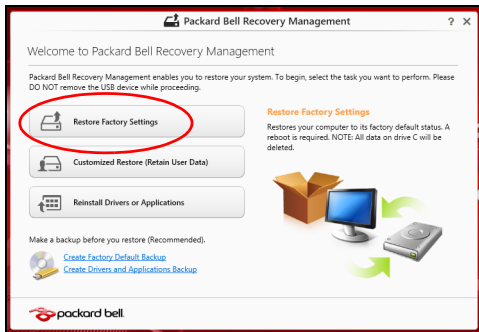 Packard Bell Recovery Management
? X
Welcome to Packard Bell Recovery Management
Packard Bell Recovery Management enables you to restore your system. To begin, select the task you want to perform. Please
DO NOT remove the USB device while proceeding.
Restore Factory Settings
Customized Restore (Retain User Data)
Reinstall Drivers or Applications
Restore Factory Settings
Restores your computer to its factory default status. A
reboot is required. NOTE: All data on drive C will be
deleted.
Make a backup before you restore (Recommended).
Create Factory Default Backup
Create Drivers and Applications Backup
packard bell